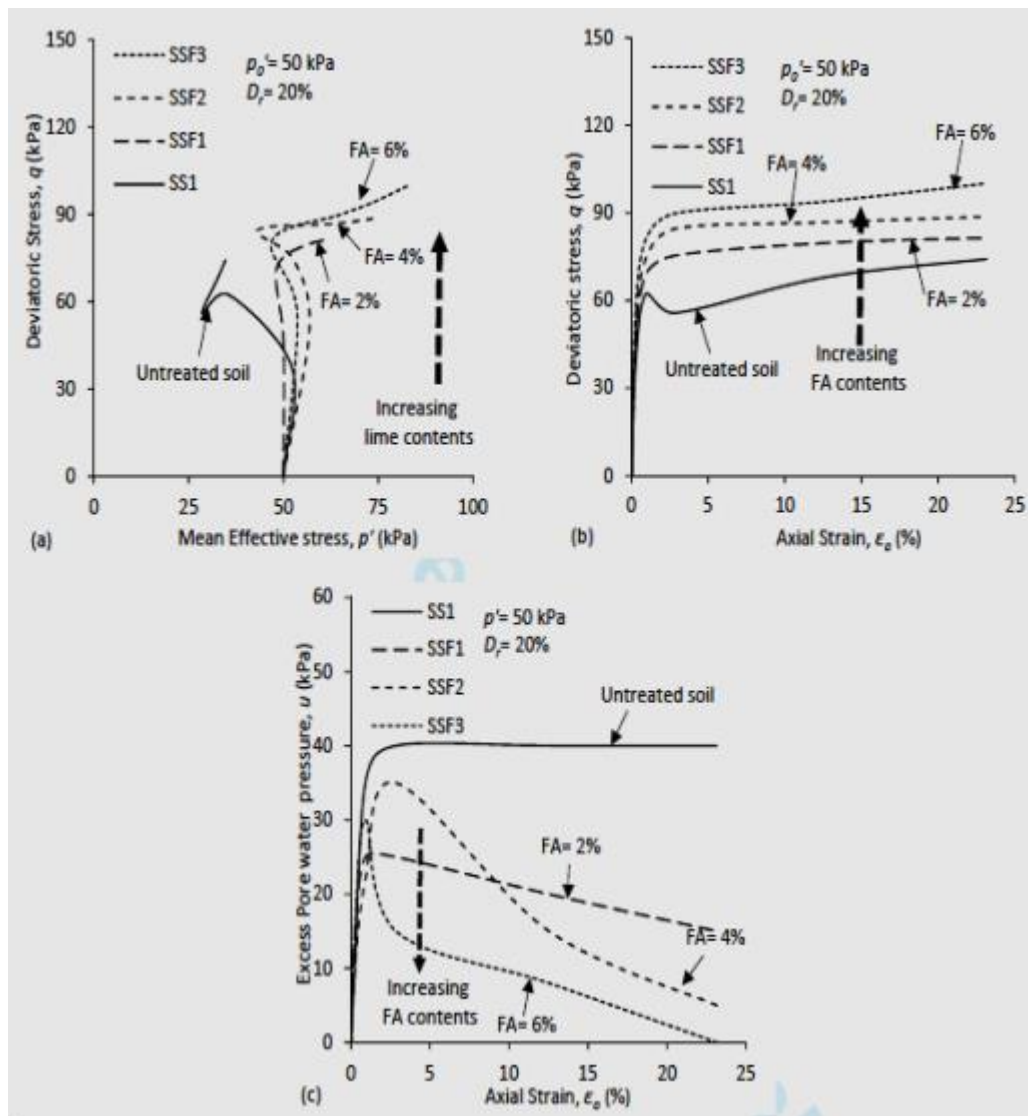 150
120
90
60
30
0
Deviatoric Stress, q (kPa)
SSF3
SSF2
SSF1
SS1
p₀'= 50 kPa
Dᵣ= 20%
FA= 6%
FA= 4%
FA= 2%
Untreated soil
Increasing
lime contents
0 25 50 75 100
(a)
Mean Effective stress, p' (kPa)
150
120
90
60
30
0
Deviatoric stress, q (kPa)
SSF3
SSF2
SSF1
SS1
p₀'= 50 kPa
Dᵣ= 20%
FA= 6%
FA= 4%
FA= 2%
Untreated soil
Increasing
FA contents
0 5 10 15 20 25
(b)
Axial Strain, εₐ (%)
60
50
40
30
20
10
0
Excess Pore water pressure, u (kPa)
SS1
SSF1
SSF2
SSF3
p'= 50 kPa
Dᵣ= 20%
Untreated soil
FA= 2%
FA= 4%
Increasing
FA contents
FA= 6%
0 5 10 15 20 25
(c)
Axial Strain, εₐ (%)